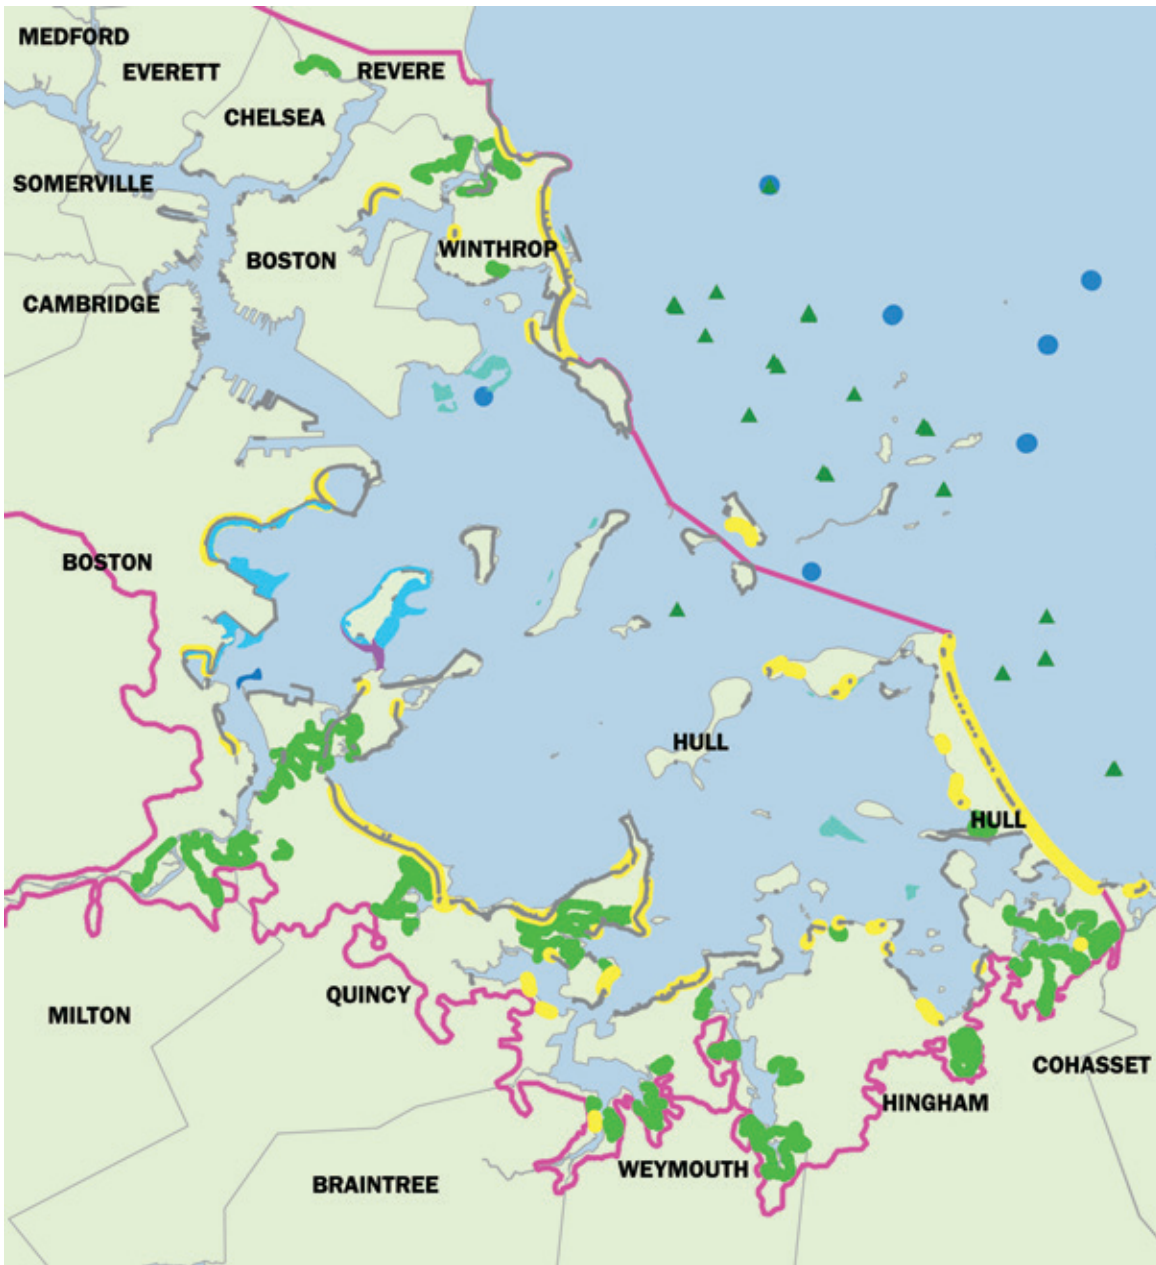 MEDFORD
EVERETT
REVERE
CHELSEA
SOMERVILLE
WINTHROP
BOSTON
CAMBRIDGE
BOSTON
HULL
HULL
QUINCY
MILTON
COHASSET
HINGHAM
WEYMOUTH
BRAINTREE